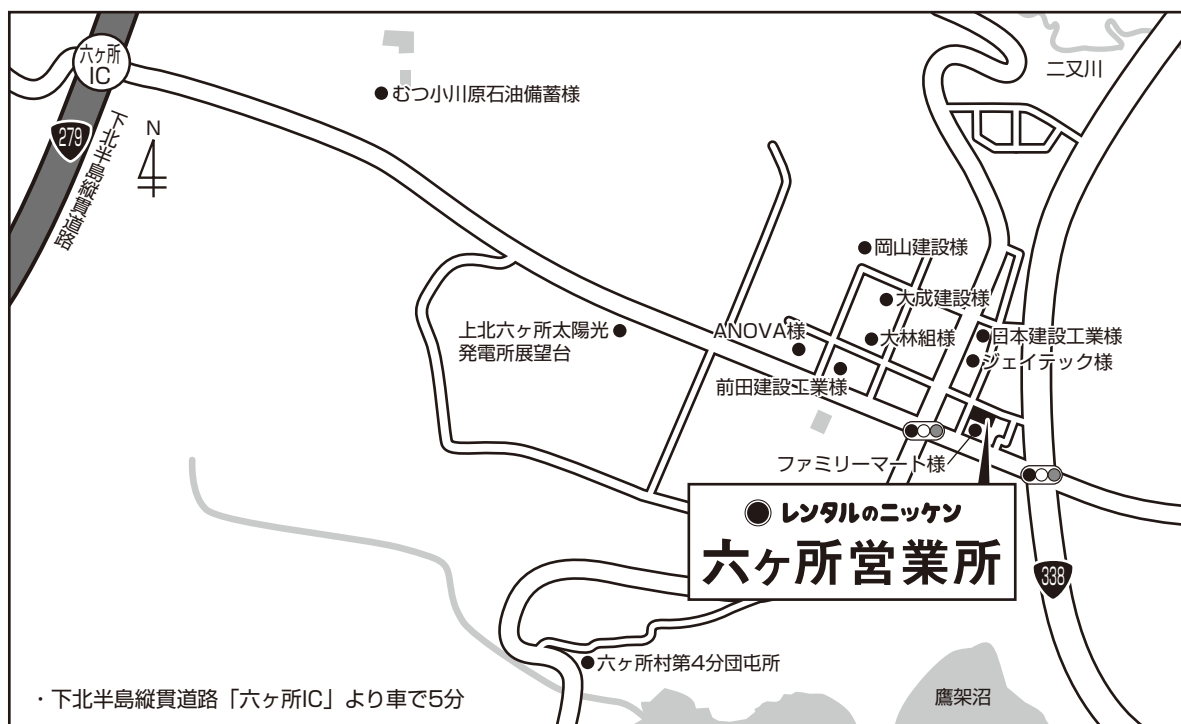 六ヶ所
IC
279
下北半島縦貫道路
N
むつ小川原石油備蓄様
二又川
岡山建設様
大成建設様
上北六ヶ所太陽光
発電所展望台
ANOVA様
大林組様
日本建設工業様
ジェイテック様
前田建設工業様
ファミリーマート様
レンタルのニッケン
六ヶ所営業所
338
六ヶ所村第4分団屯所
・下北半島縦貫道路「六ヶ所IC」より車で5分
鷹架沼